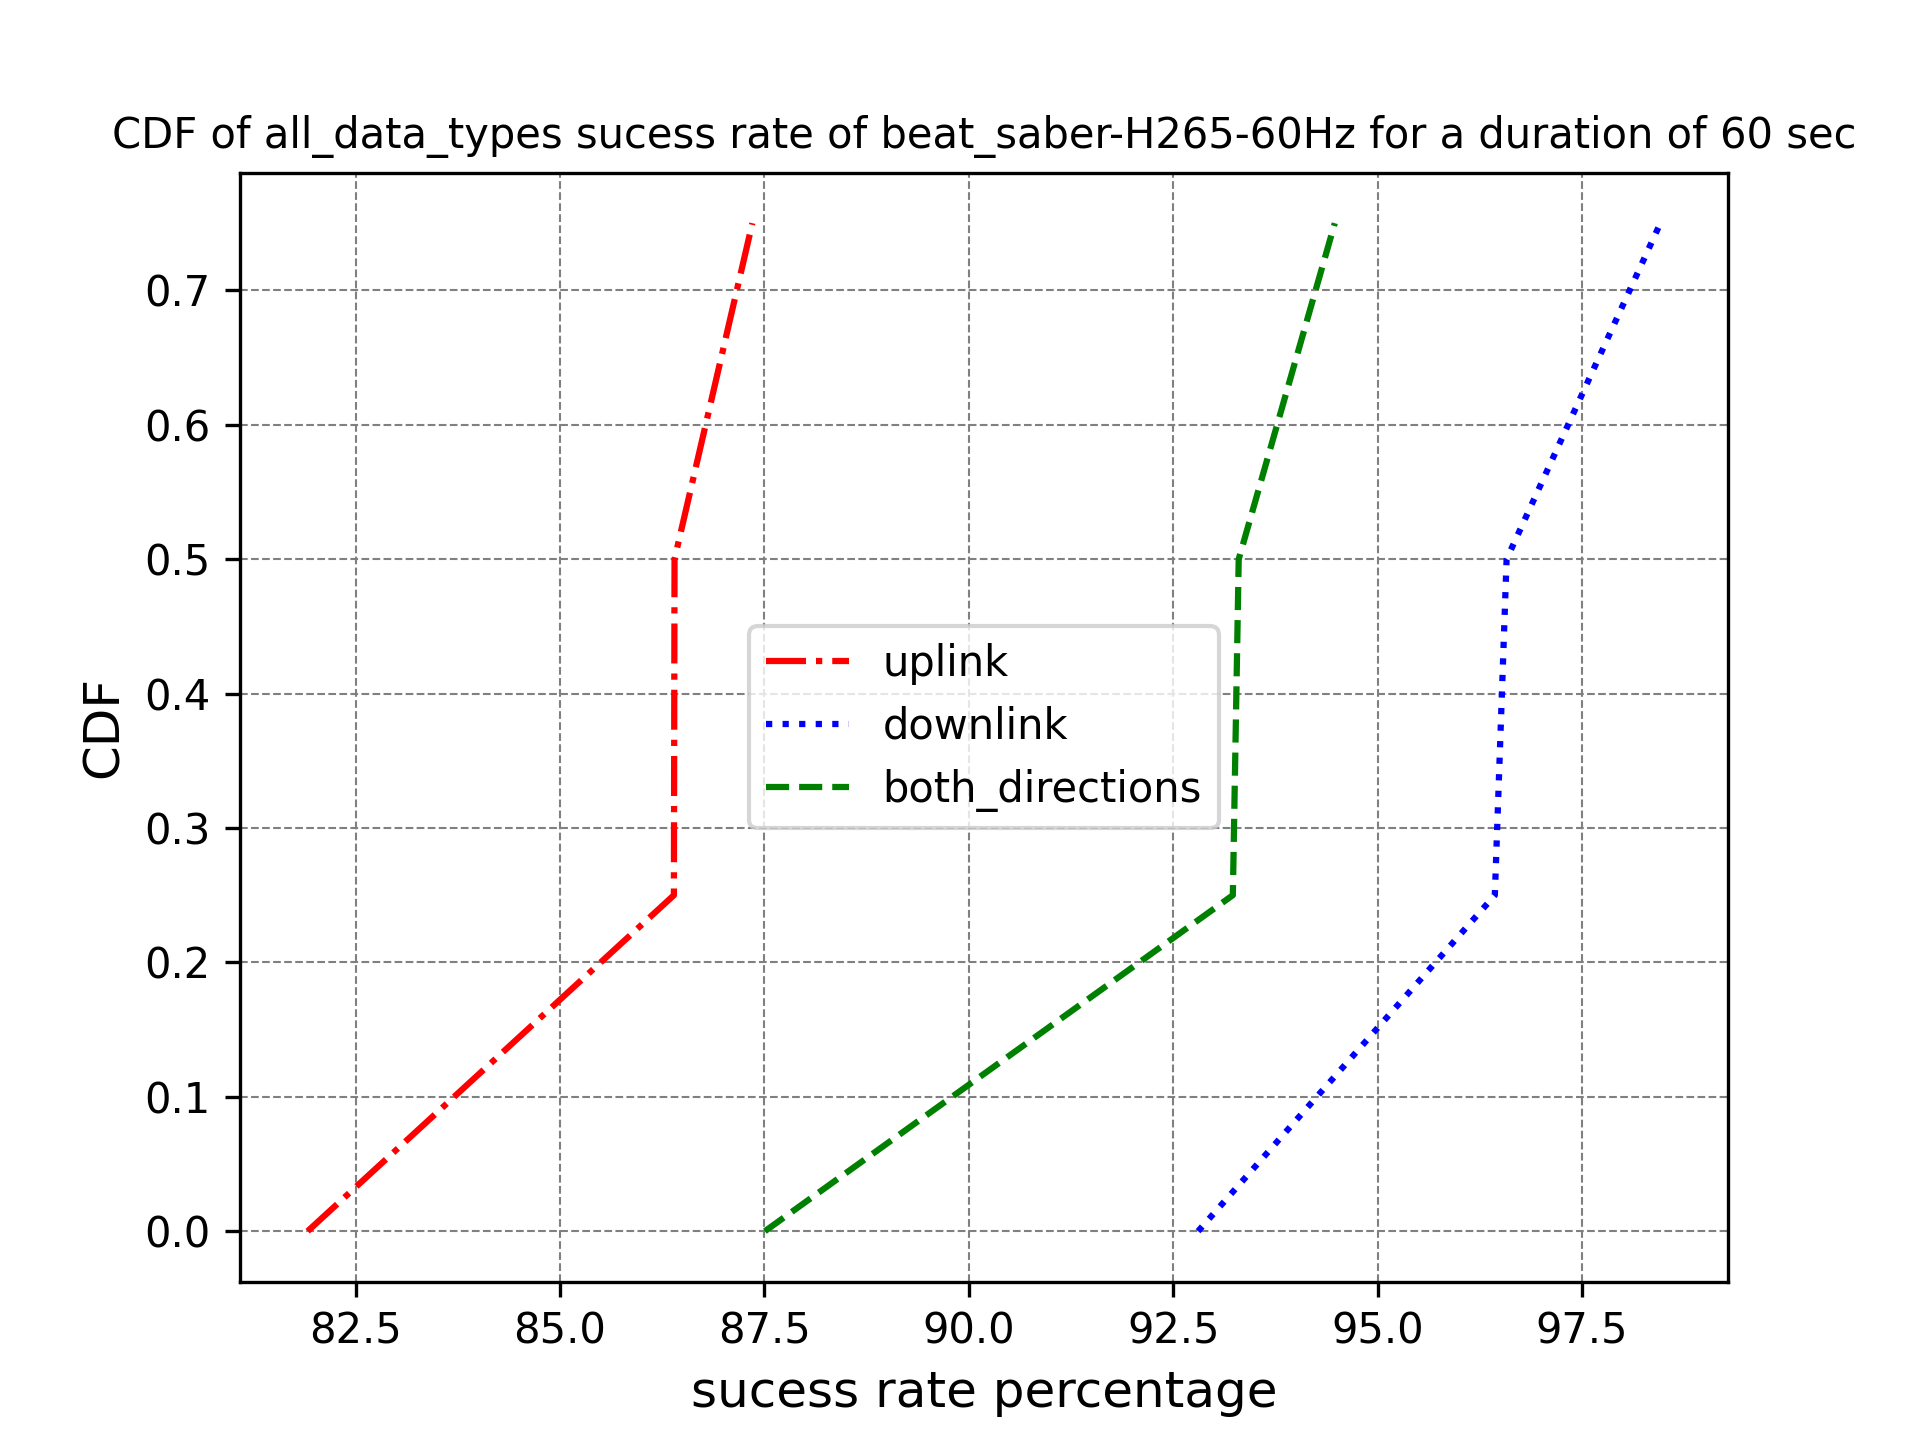 CDF of all_data_types sucess rate of beat_saber-H265-60Hz for a duration of 60 sec
0.7
0.6
0.5
0.4
0.3
0.2
0.1
0.0
CDF
uplink
downlink
both_directions
82.5 85.0 87.5 90.0 92.5 95.0 97.5
sucess rate percentage